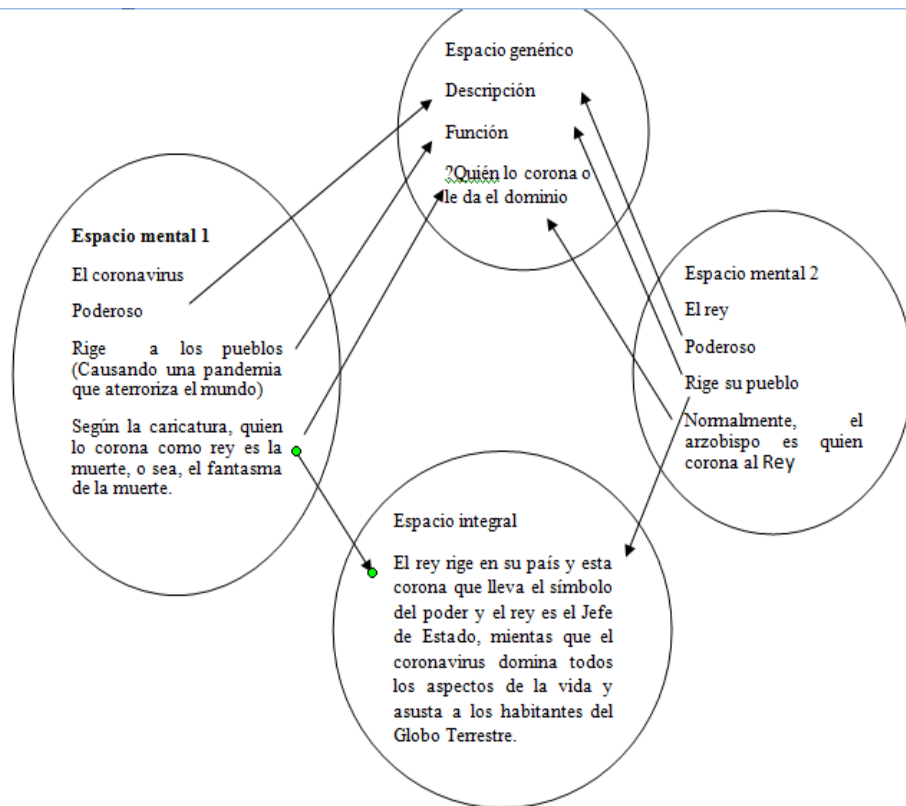 Espacio genérico
Descripción
Función
?Quién lo corona o
le da el dominio
Espacio mental 1
El coronavirus
Poderoso
Rige a los pueblos
(Causando una pandemia
que aterroriza el mundo)
Según la caricatura, quien
lo corona como rey es la
muerte, o sea, el fantasma
de la muerte.
Espacio mental 2
El rey
Poderoso
Rige su pueblo
Normalmente, el
arzobispo es quien
corona al Rey
Espacio integral
El rey rige en su país y esta
corona que lleva el símbolo
del poder y el rey es el Jefe
de Estado, mientas que el
coronavirus domina todos
los aspectos de la vida y
asusta a los habitantes del
Globo Terrestre.